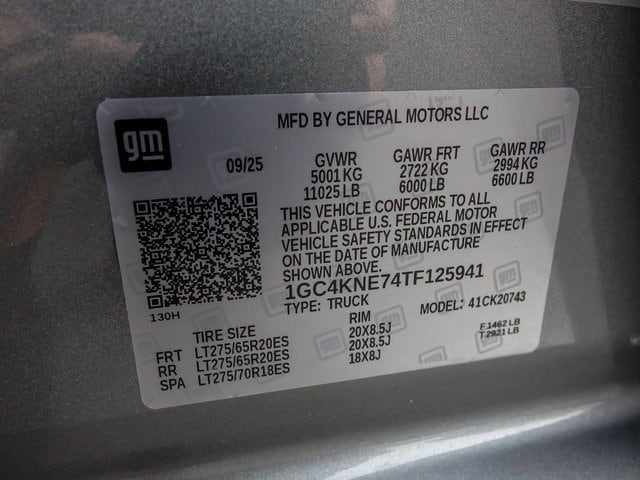 gm
MFD BY GENERAL MOTORS LLC
09/25
GVWR GAWR FRT GAWR RR
5001 KG 2722 KG 2994 KG
11025 LB 6000 LB 6600 LB
THIS VEHICLE CONFORMS TO ALL
APPLICABLE U.S. FEDERAL MOTOR
VEHICLE SAFETY STANDARDS IN EFFECT
ON THE DATE OF MANUFACTURE
SHOWN ABOVE.
1GC4KNE74TF125941
TYPE: TRUCK MODEL: 41CK20743
130H
TIRE SIZE RIM
FRT LT275/65R20ES 20X8.5J F1462 LB
RR LT275/65R20ES 20X8.5J T2921 LB
SPA LT275/70R18ES 18X8J